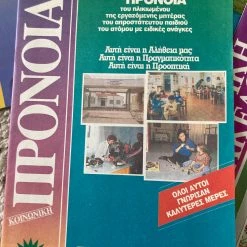 ΠΡΟΝΟΙΑ
του ηλικιωμένου
της εργαζόμενης μητέρας
του απροστάτευτου παιδιού
του ατόμου με ειδικές ανάγκες
Αυτή είναι η Αλήθεια μας
Αυτή είναι η Πραγματικότητα
Αυτή είναι η Προοπτική
ΟΛΟΙ ΑΥΤΟΙ
ΓΝΩΡΙΣΑΝ
ΚΑΛΥΤΕΡΕΣ ΜΕΡΕΣ
ΚΟΙΝΩΝΙΚΗ
ΠΡΟΝΟΙΑ